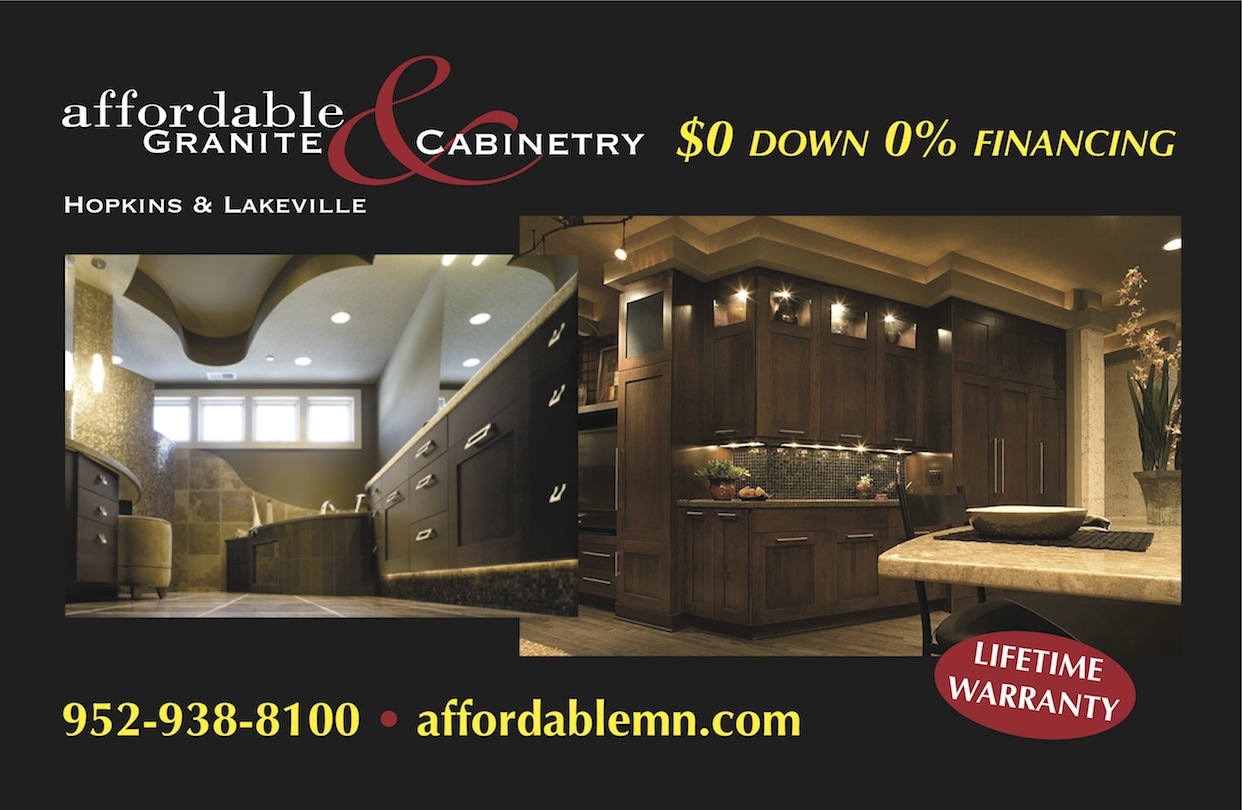 affordable
GRANITE & CABINETRY
$0 DOWN 0% FINANCING
HOPKINS & LAKEVILLE
LIFETIME
WARRANTY
952-938-8100 • affordablemn.com